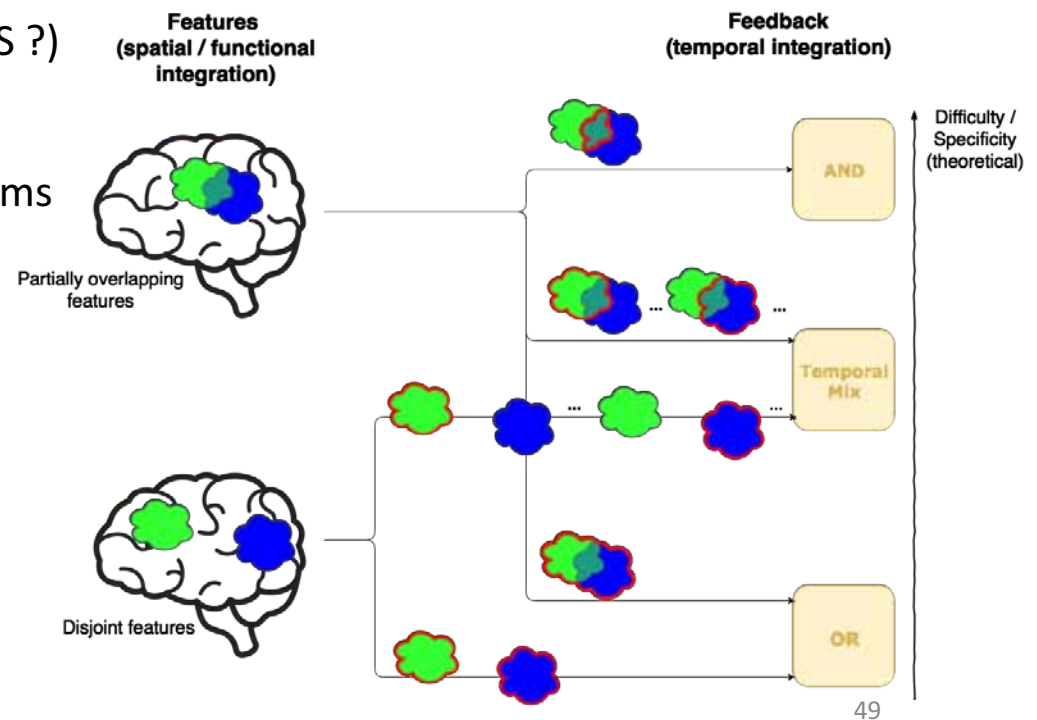 S ?)
ms
Features
(spatial / functional
integration)
Feedback
(temporal integration)
Difficulty /
Specificity
(theoretical)
AND
Partially overlapping
features
...
...
Temporal
Mix
...
...
Disjoint features
OR
49